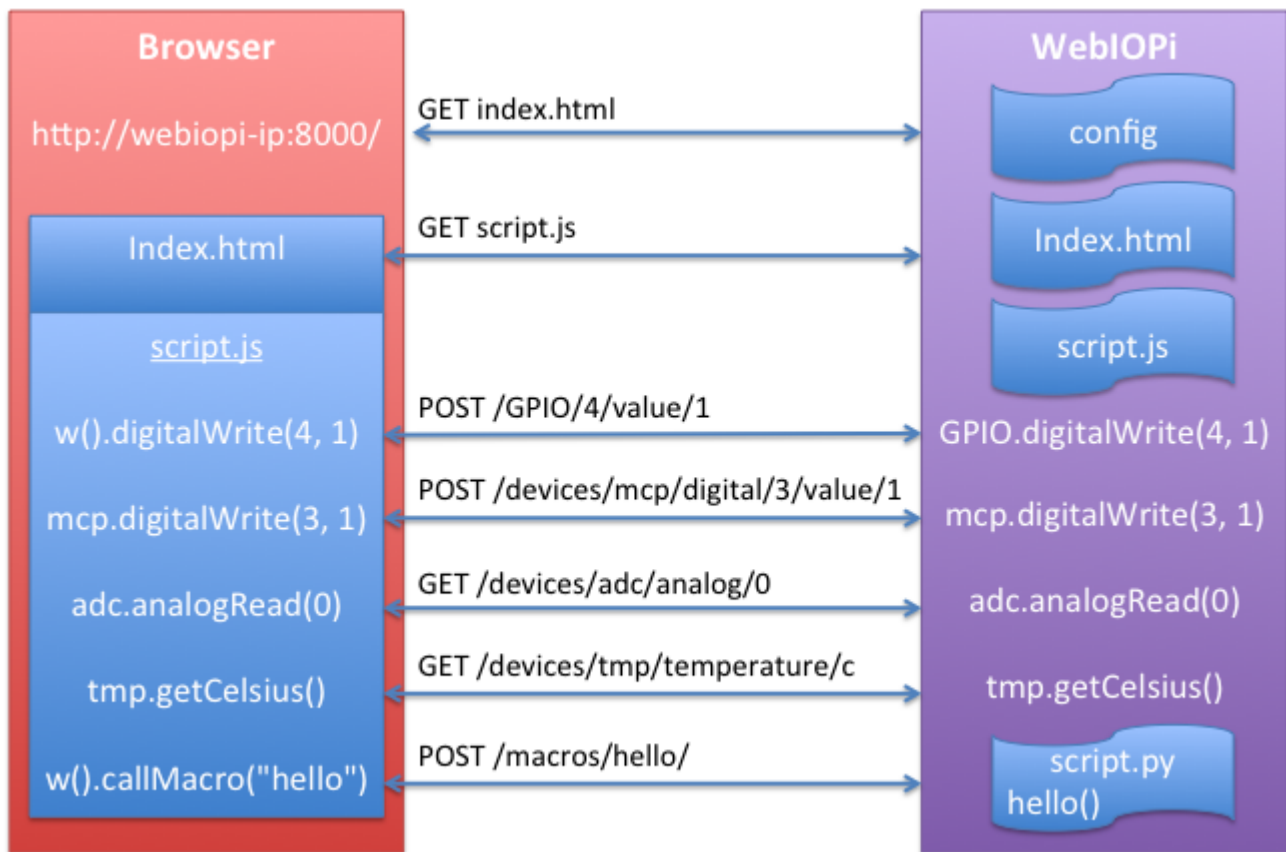 Browser
http://webiopi-ip:8000/
Index.html
script.js
w().digitalWrite(4, 1)
mcp.digitalWrite(3, 1)
adc.analogRead(0)
tmp.getCelsius()
w().callMacro("hello")
GET index.html
GET script.js
POST /GPIO/4/value/1
POST /devices/mcp/digital/3/value/1
GET /devices/adc/analog/0
GET /devices/tmp/temperature/c
POST /macros/hello/
WebIOPi
config
Index.html
script.js
GPIO.digitalWrite(4, 1)
mcp.digitalWrite(3, 1)
adc.analogRead(0)
tmp.getCelsius()
script.py
hello()